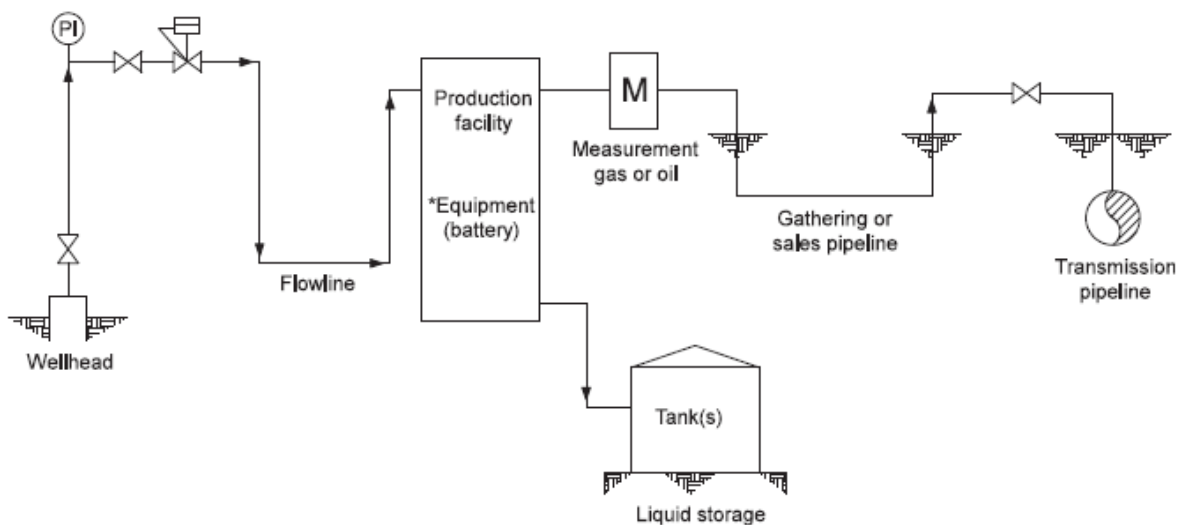 PI
Production
facility
*Equipment
(battery)
M
Measurement
gas or oil
Gathering or
sales pipeline
Transmission
pipeline
Flowline
Wellhead
Tank(s)
Liquid storage